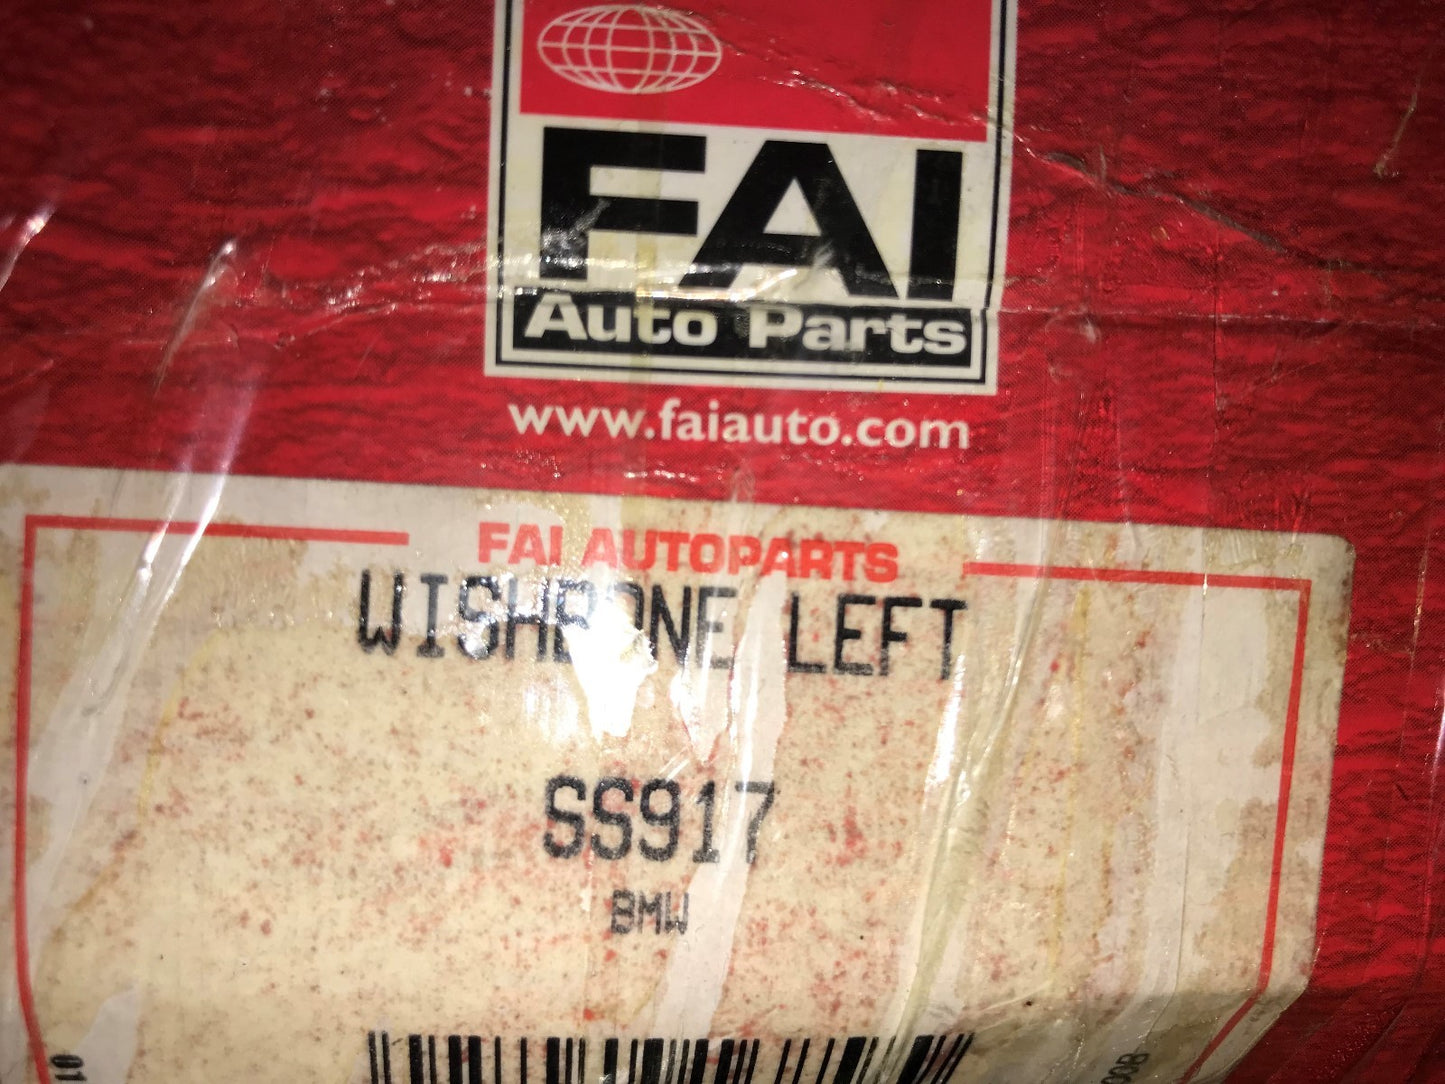 FAI
Auto Parts
www.faiauto.com
FAI AUTOPARTS
WISHBONE LEFT
SS917
BMW